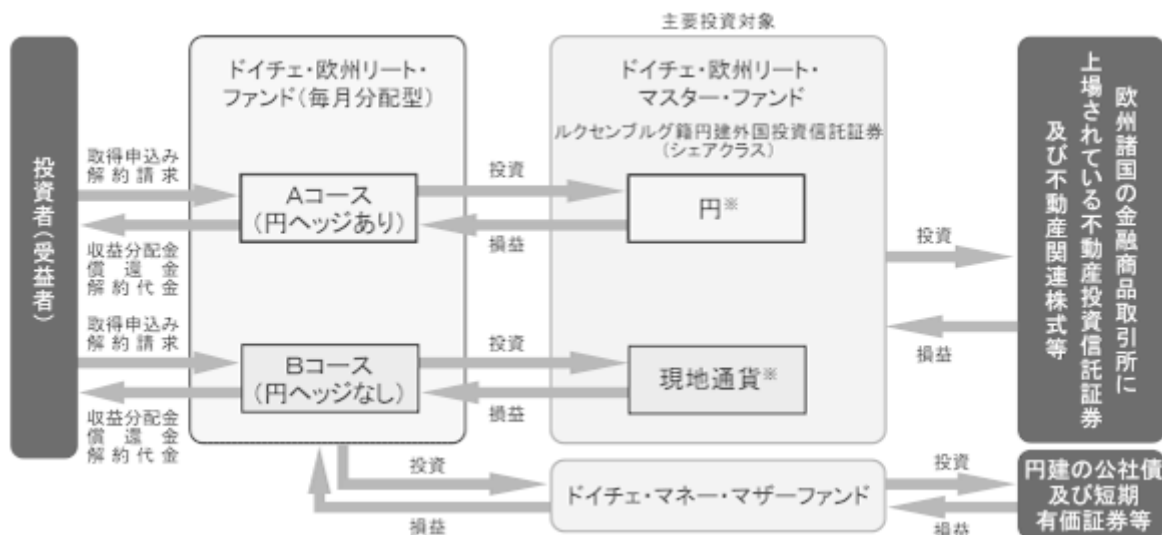 主要投資対象
投資者(受益者)
ドイチェ・欧州リート・
ファンド(毎月分配型)
ドイチェ・欧州リート・
マスター・ファンド
ルクセンブルグ籍円建外国投資信託証券
(シェアクラス)
取得申込み
解約請求
Aコース
(円ヘッジあり)
投資
円※
損益
収益分配金
償還金
解約代金
取得申込み
解約請求
Bコース
(円ヘッジなし)
投資
現地通貨※
損益
収益分配金
償還金
解約代金
投資
損益
欧州諸国の金融商品取引所に
上場されている不動産投資信託証券
及び不動産関連株式等
投資
損益
ドイチェ・マネー・マザーファンド
投資
損益
円建の公社債
及び短期
有価証券等